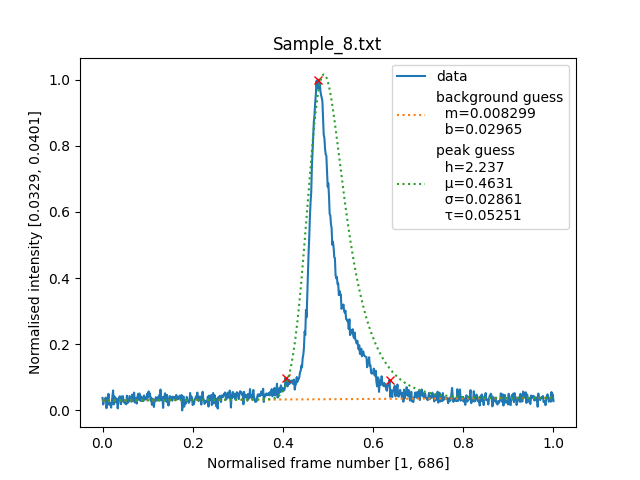 Sample_8.txt
Normalised intensity [0.0329, 0.0401]
1.0
0.8
0.6
0.4
0.2
0.0
data
background guess
m=0.008299
b=0.02965
peak guess
h=2.237
μ=0.4631
σ=0.02861
τ=0.05251
0.0 0.2 0.4 0.6 0.8 1.0
Normalised frame number [1, 686]